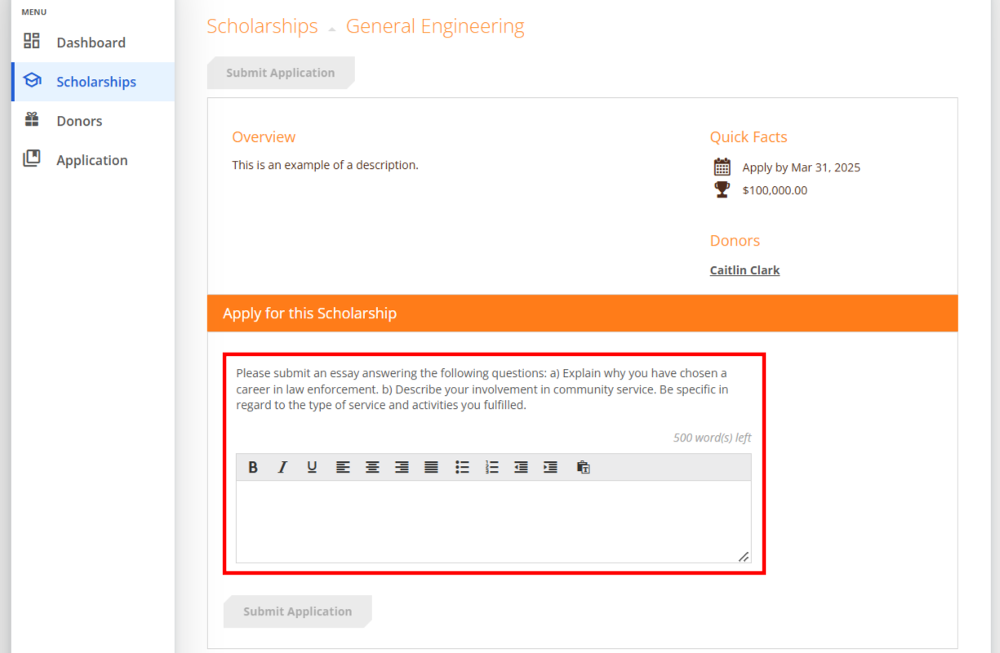 MENU
Dashboard
Scholarships
Donors
Application
Scholarships General Engineering
Submit Application
Overview
This is an example of a description.
Quick Facts
Apply by Mar 31, 2025
$100,000.00
Donors
Caitlin Clark
Apply for this Scholarship
Please submit an essay answering the following questions: a) Explain why you have chosen a
career in law enforcement. b) Describe your involvement in community service. Be specific in
regard to the type of service and activities you fulfilled.
500 word(s) left
B I U
Submit Application